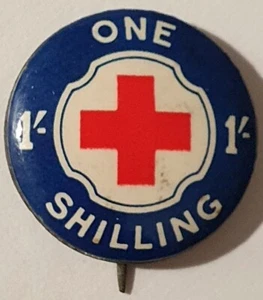 ONE
1/- 1/-
SHILLING